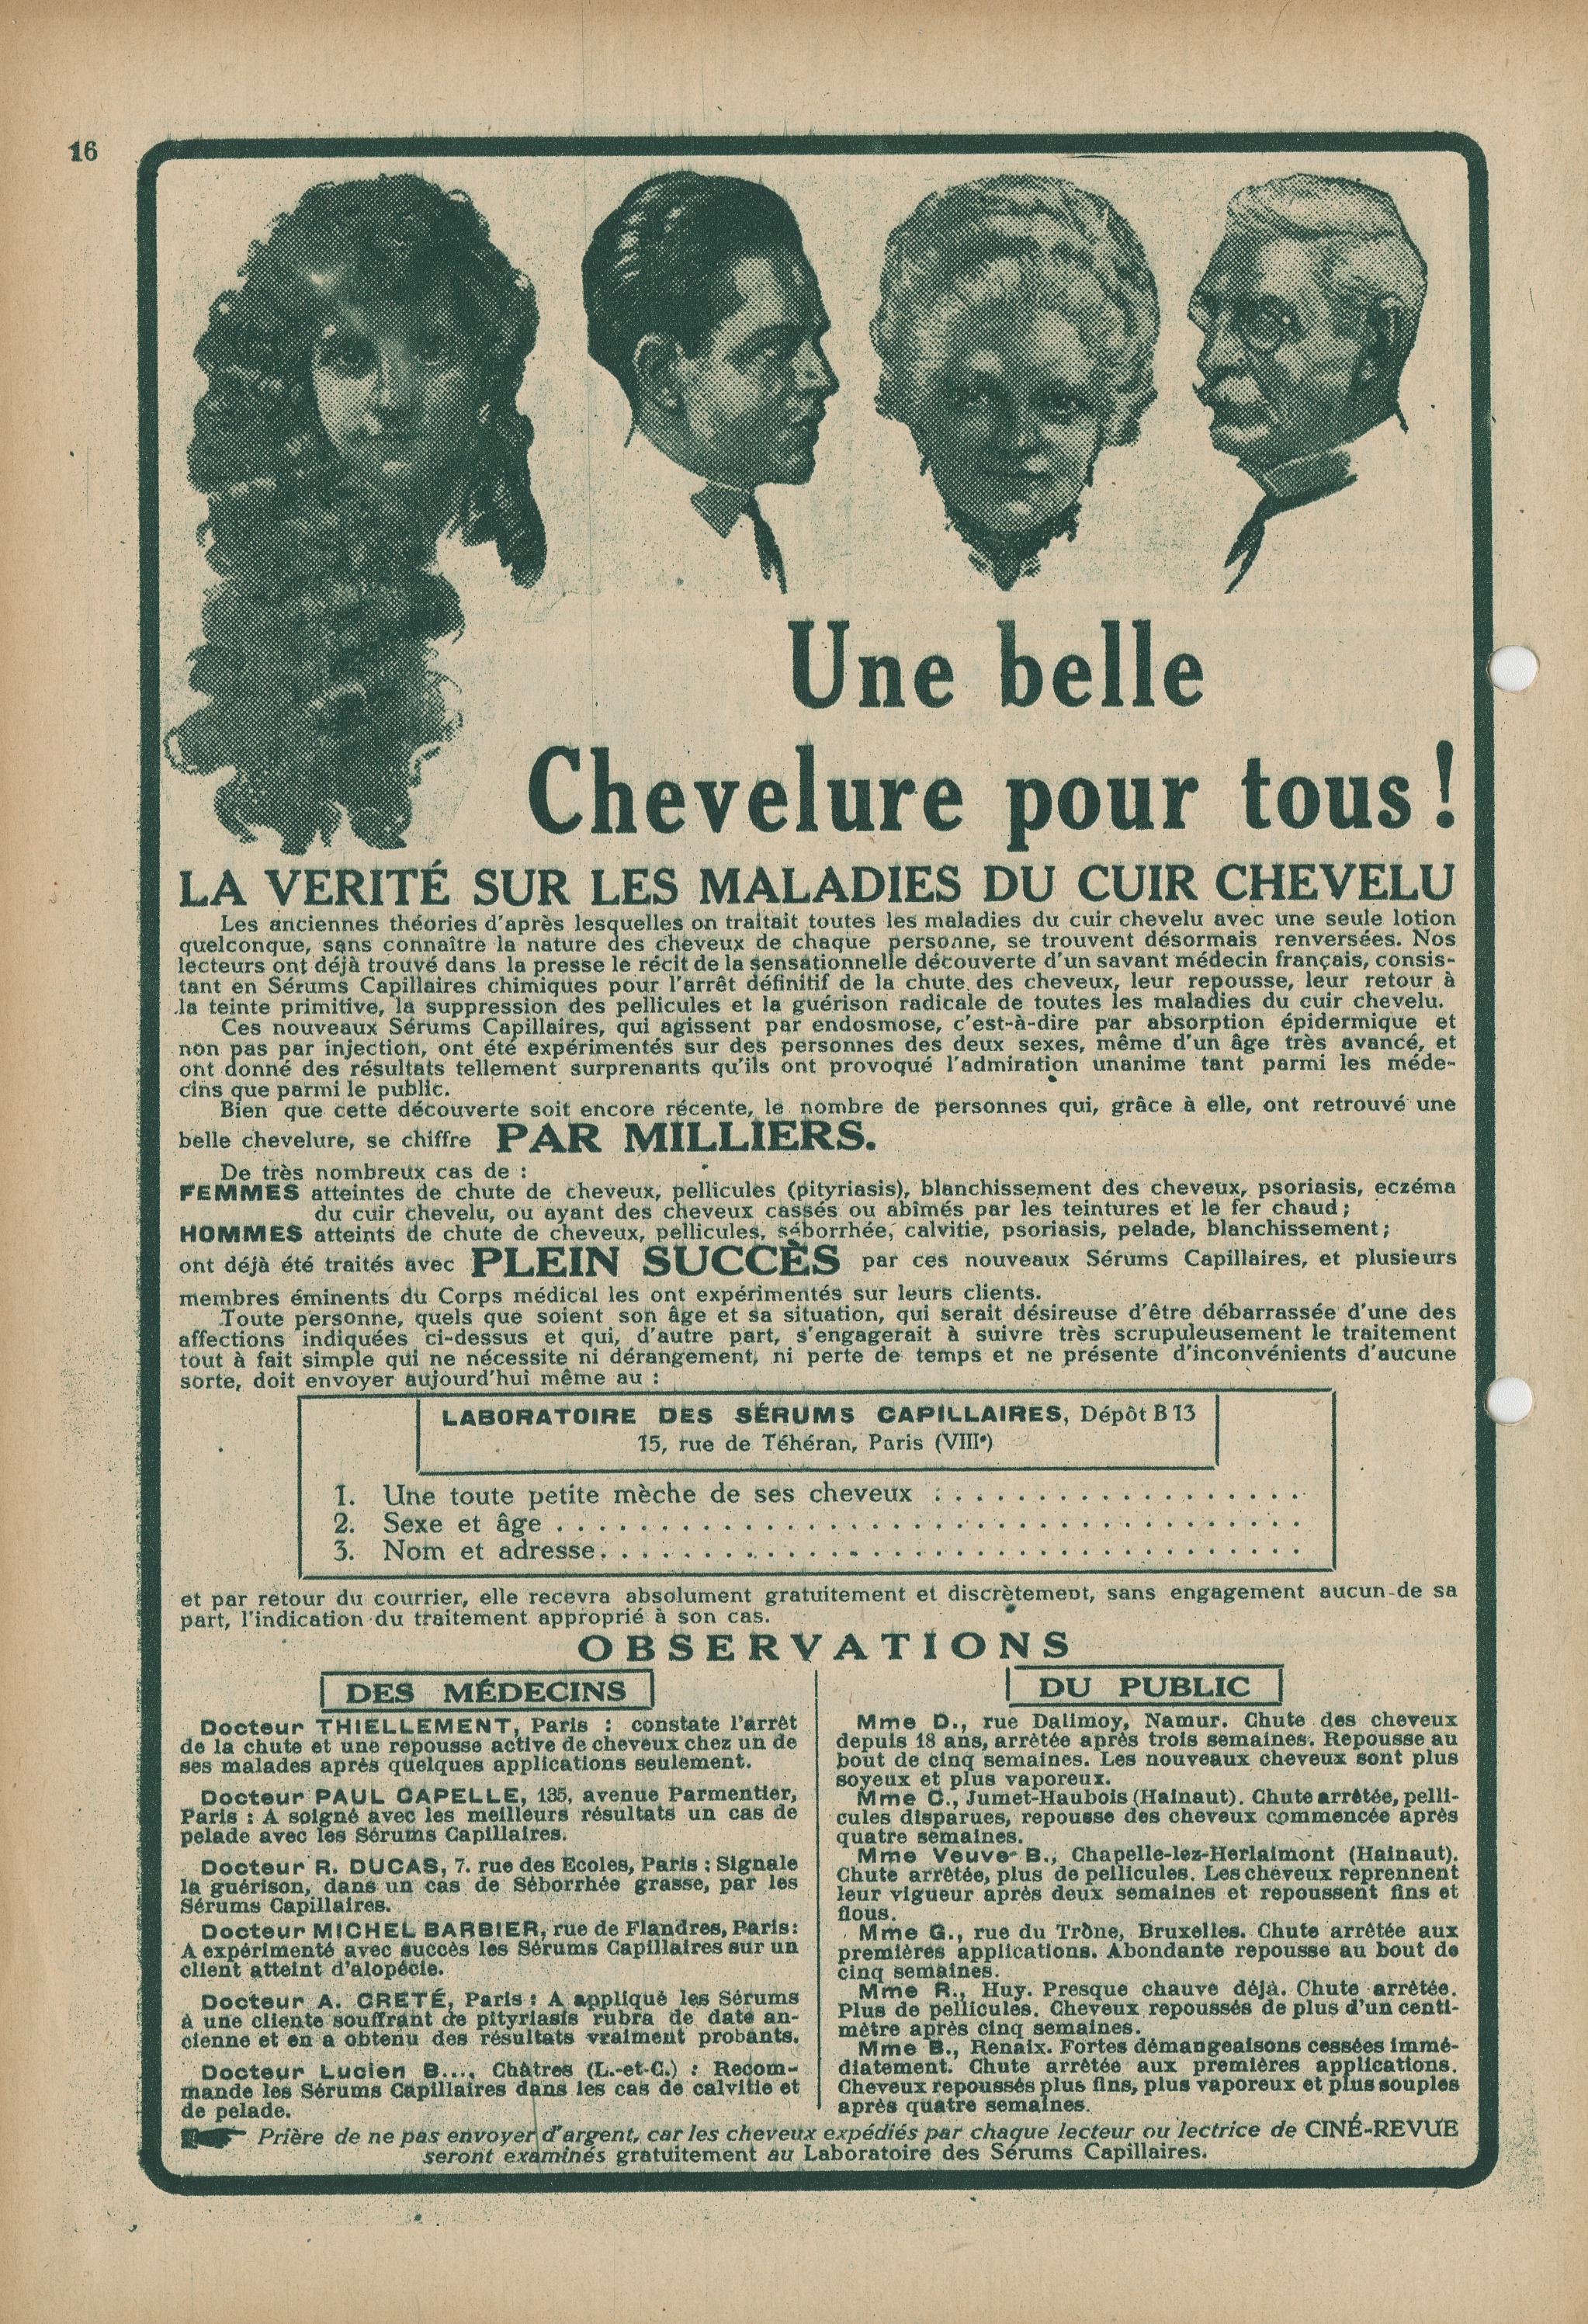 16
Une belle
Chevelure pour tous !
LA VERITÉ SUR LES MALADIES DU CUIR CHEVELU
Les anciennes théories d'après lesquelles on traitait toutes les maladies du cuir chevelu avec une seule lotion
quelconque, sans connaître la nature des cheveux de chaque personne, se trouvent désormais renversées. Nos
lecteurs ont déjà trouvé dans la presse le récit de la sensationnelle découverte d'un savant médecin français, consis-
tant en Sérums Capillaires chimiques pour l'arrêt définitif de la chute des cheveux, leur repousse, leur retour à
la teinte primitive, la suppression des pellicules et la guérison radicale de toutes les maladies du cuir chevelu.
Ces nouveaux Sérums Capillaires, qui agissent par endosmose, c'est-à-dire par absorption épidermique et
non pas par injection, ont été expérimentés sur des personnes des deux sexes, même d'un âge très avancé, et
ont donné des résultats tellement surprenants qu'ils ont provoqué l'admiration unanime tant parmi les méde-
cins que parmi le public.
Bien que cette découverte soit encore récente, le nombre de personnes qui, grâce à elle, ont retrouvé une
belle chevelure, se chiffre PAR MILLIERS.
De très nombreux cas de :
FEMMES atteintes de chute de cheveux, pellicules (pityriasis), blanchissement des cheveux, psoriasis, eczéma
du cuir chevelu, ou ayant des cheveux cassés ou abîmés par les teintures et le fer chaud ;
HOMMES atteints de chute de cheveux, pellicules, séborrhée, calvitie, psoriasis, pelade, blanchissement ;
ont déjà été traités avec PLEIN SUCCÈS par ces nouveaux Sérums Capillaires, et plusieurs
membres éminents du Corps médical les ont expérimentés sur leurs clients.
Toute personne, quels que soient son âge et sa situation, qui serait désireuse d'être débarrassée d'une des
affections indiquées ci-dessus et qui, d'autre part, s'engagerait à suivre très scrupuleusement le traitement
tout à fait simple qui ne nécessite ni dérangement, ni perte de temps et ne présente d'inconvénients d'aucune
sorte, doit envoyer aujourd'hui même au :
LABORATOIRE DES SÉRUMS CAPILLAIRES, Dépôt B 13
15, rue de Téhéran, Paris (VIIIe)
1. Une toute petite mèche de ses cheveux : . . . . . . . . . . . . . . . . .
2. Sexe et âge . . . . . . . . . . . . . . . . . . . . . . . . . . . . . . .
3. Nom et adresse. . . . . . . . . . . . . . . . . . . . . . . . . . . . .
et par retour du courrier, elle recevra absolument gratuitement et discrètement, sans engagement aucun de sa
part, l'indication du traitement approprié à son cas.
OBSERVATIONS
DES MÉDECINS
Docteur THIELLEMENT, Paris : constate l'arrêt
de la chute et une repousse active de cheveux chez un de
ses malades après quelques applications seulement.
Docteur PAUL CAPELLE, 135, avenue Parmentier,
Paris : A soigné avec les meilleurs résultats un cas de
pelade avec les Sérums Capillaires.
Docteur R. DUCAS, 7. rue des Ecoles, Paris : Signale
la guérison, dans un cas de Séborrhée grasse, par les
Sérums Capillaires.
Docteur MICHEL BARBIER, rue de Flandres, Paris :
A expérimenté avec succès les Sérums Capillaires sur un
client atteint d'alopécie.
Docteur A. CRETÉ, Paris : A appliqué les Sérums
à une cliente souffrant de pityriasis rubra de date an-
cienne et en a obtenu des résultats vraiment probants.
Docteur Lucien B..., Châtres (L.-et-C.) : Recom-
mande les Sérums Capillaires dans les cas de calvitie et
de pelade.
DU PUBLIC
Mme D., rue Dalimoy, Namur. Chute des cheveux
depuis 18 ans, arrêtée après trois semaines. Repousse au
bout de cinq semaines. Les nouveaux cheveux sont plus
soyeux et plus vaporeux.
Mme C., Jumet-Haubois (Hainaut). Chute arrêtée, pelli-
cules disparues, repousse des cheveux commencée après
quatre semaines.
Mme Veuve B., Chapelle-lez-Herlaimont (Hainaut).
Chute arrêtée, plus de pellicules. Les cheveux reprennent
leur vigueur après deux semaines et repoussent fins et
flous.
Mme G., rue du Trône, Bruxelles. Chute arrêtée aux
premières applications. Abondante repousse au bout de
cinq semaines.
Mme R., Huy. Presque chauve déjà. Chute arrêtée.
Plus de pellicules. Cheveux repoussés de plus d'un centi-
mètre après cinq semaines.
Mme B., Renaix. Fortes démangeaisons cessées immé-
diatement. Chute arrêtée aux premières applications.
Cheveux repoussés plus fins, plus vaporeux et plus souples
après quatre semaines.
Prière de ne pas envoyer d'argent, car les cheveux expédiés par chaque lecteur ou lectrice de CINÉ-REVUE
seront examinés gratuitement au Laboratoire des Sérums Capillaires.